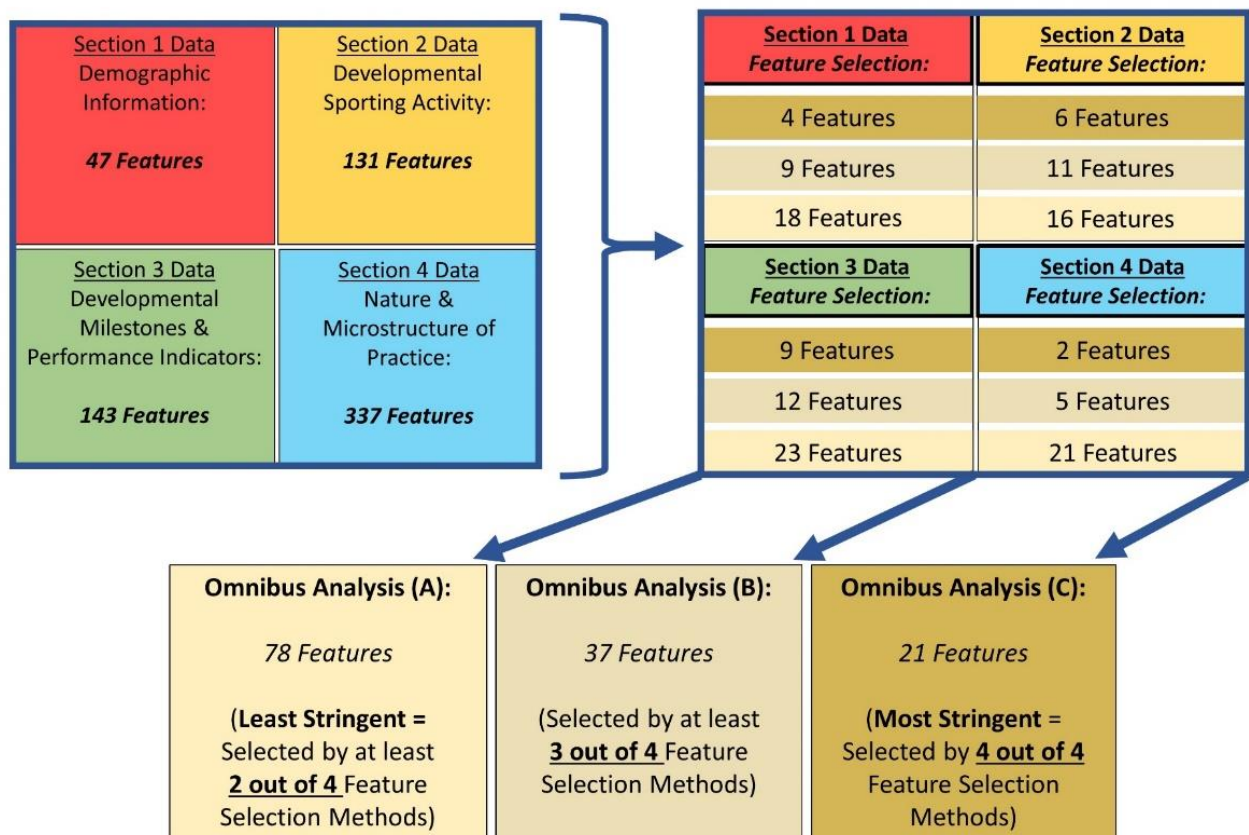 Section 1 Data
Demographic
Information:
47 Features
Section 2 Data
Developmental
Sporting Activity:
131 Features
Section 3 Data
Developmental
Milestones &
Performance Indicators:
143 Features
Section 4 Data
Nature &
Microstructure of
Practice:
337 Features
Section 1 Data
Feature Selection:
4 Features
9 Features
18 Features
Section 2 Data
Feature Selection:
6 Features
11 Features
16 Features
Section 3 Data
Feature Selection:
9 Features
12 Features
23 Features
Section 4 Data
Feature Selection:
2 Features
5 Features
21 Features
Omnibus Analysis (A):
78 Features
(Least Stringent =
Selected by at least
2 out of 4 Feature
Selection Methods)
Omnibus Analysis (B):
37 Features
(Selected by at least
3 out of 4 Feature
Selection Methods)
Omnibus Analysis (C):
21 Features
(Most Stringent =
Selected by 4 out of 4
Feature Selection
Methods)